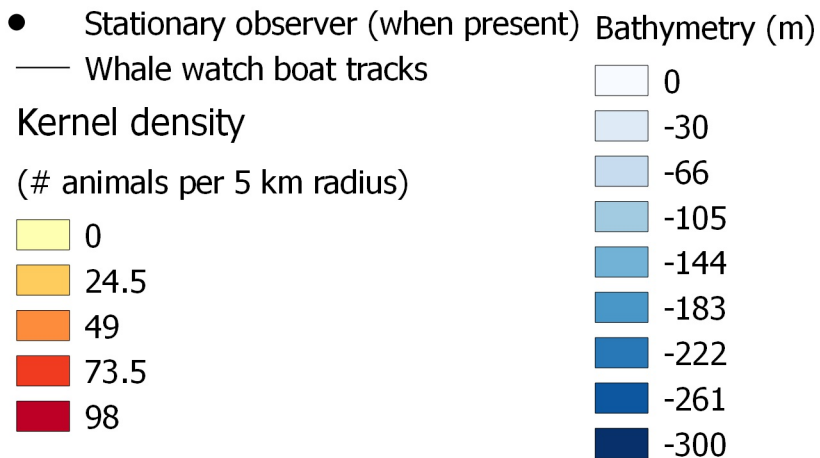 Stationary observer (when present)
Whale watch boat tracks
Kernel density
(# animals per 5 km radius)
0
24.5
49
73.5
98
Bathymetry (m)
0
-30
-66
-105
-144
-183
-222
-261
-300